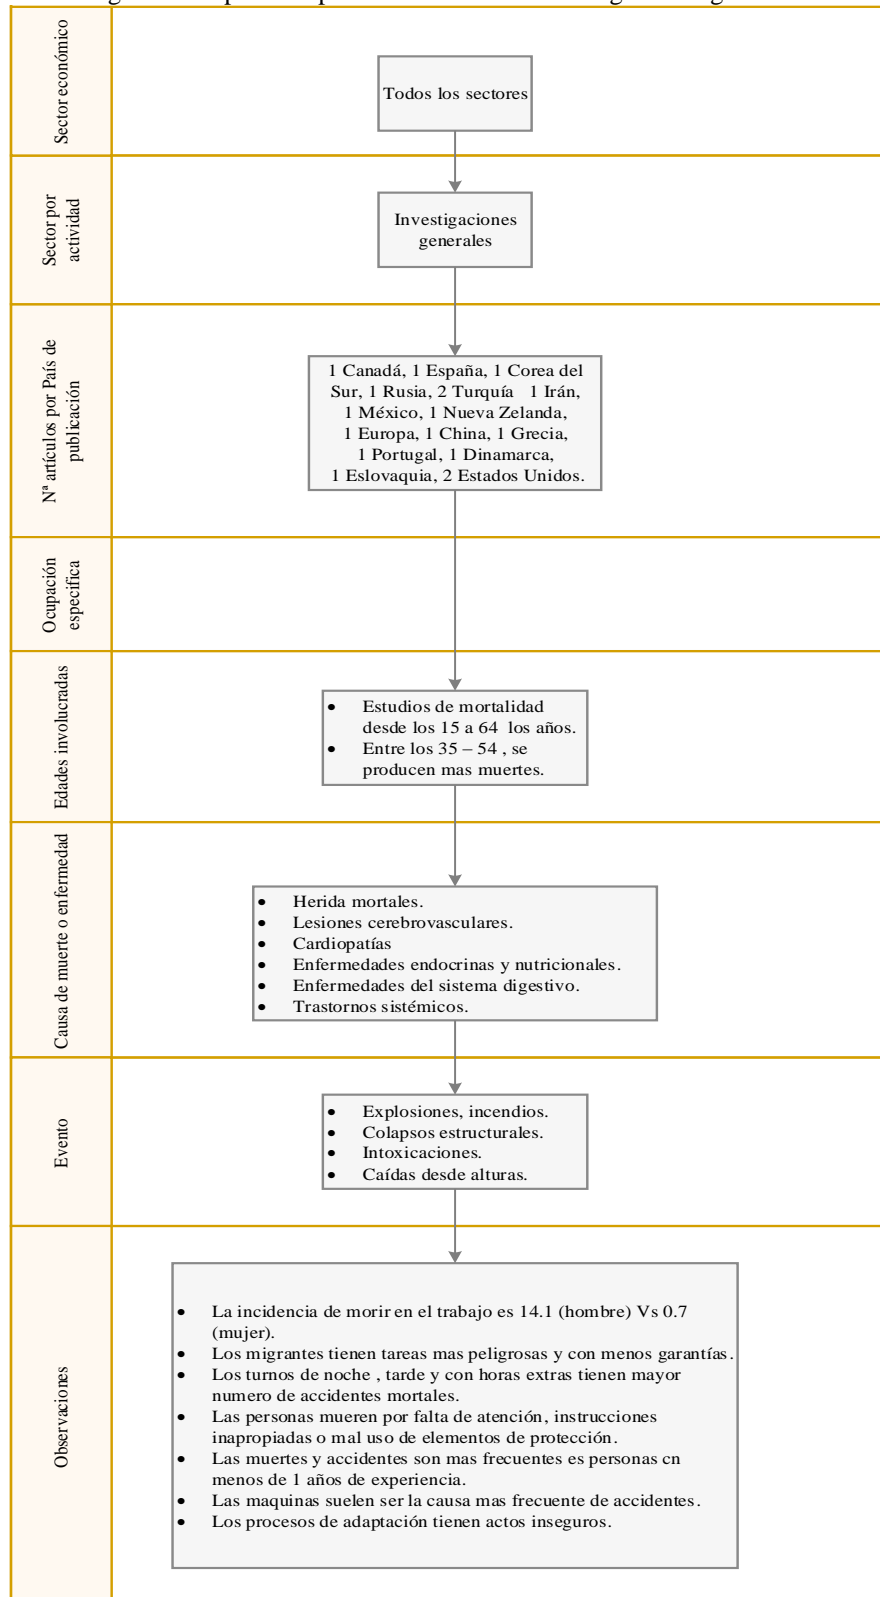 Sector económico
Todos los sectores
Sector por
actividad
Investigaciones
generales
Nª artículos por País de
publicación
1 Canadá, 1 España, 1 Corea del
Sur, 1 Rusia, 2 Turquía   1 Irán,
1 México, 1 Nueva Zelanda,
1 Europa, 1 China, 1 Grecia,
1 Portugal, 1 Dinamarca,
1 Eslovaquia, 2 Estados Unidos.
Ocupación
especifica
Edades involucradas
• Estudios de mortalidad
desde los 15 a 64  los años.
• Entre los 35 – 54 , se
producen mas muertes.
Causa de muerte o enfermedad
• Herida mortales.
• Lesiones cerebrovasculares.
• Cardiopatías
• Enfermedades endocrinas y nutricionales.
• Enfermedades del sistema digestivo.
• Trastornos sistémicos.
Evento
• Explosiones, incendios.
• Colapsos estructurales.
• Intoxicaciones.
• Caídas desde alturas.
Observaciones
• La incidencia de morir en el trabajo es 14.1 (hombre) Vs 0.7
(mujer).
• Los migrantes tienen tareas mas peligrosas y con menos garantías.
• Los turnos de noche , tarde y con horas extras tienen mayor
numero de accidentes mortales.
• Las personas mueren por falta de atención, instrucciones
inapropiadas o mal uso de elementos de protección.
• Las muertes y accidentes son mas frecuentes es personas cn
menos de 1 años de experiencia.
• Las maquinas suelen ser la causa mas frecuente de accidentes.
• Los procesos de adaptación tienen actos inseguros.